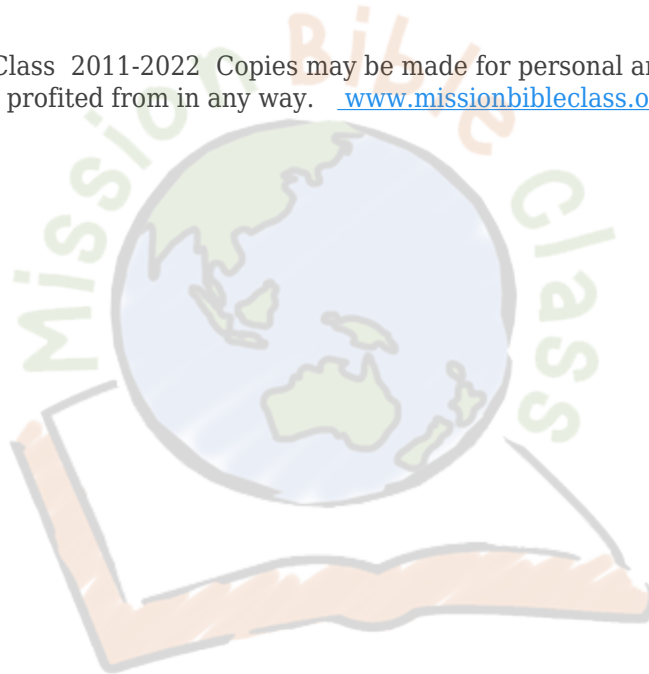 Mission Bible Class
Class 2011-2022 Copies may be made for personal an
profited from in any way. www.missionbibleclass.o